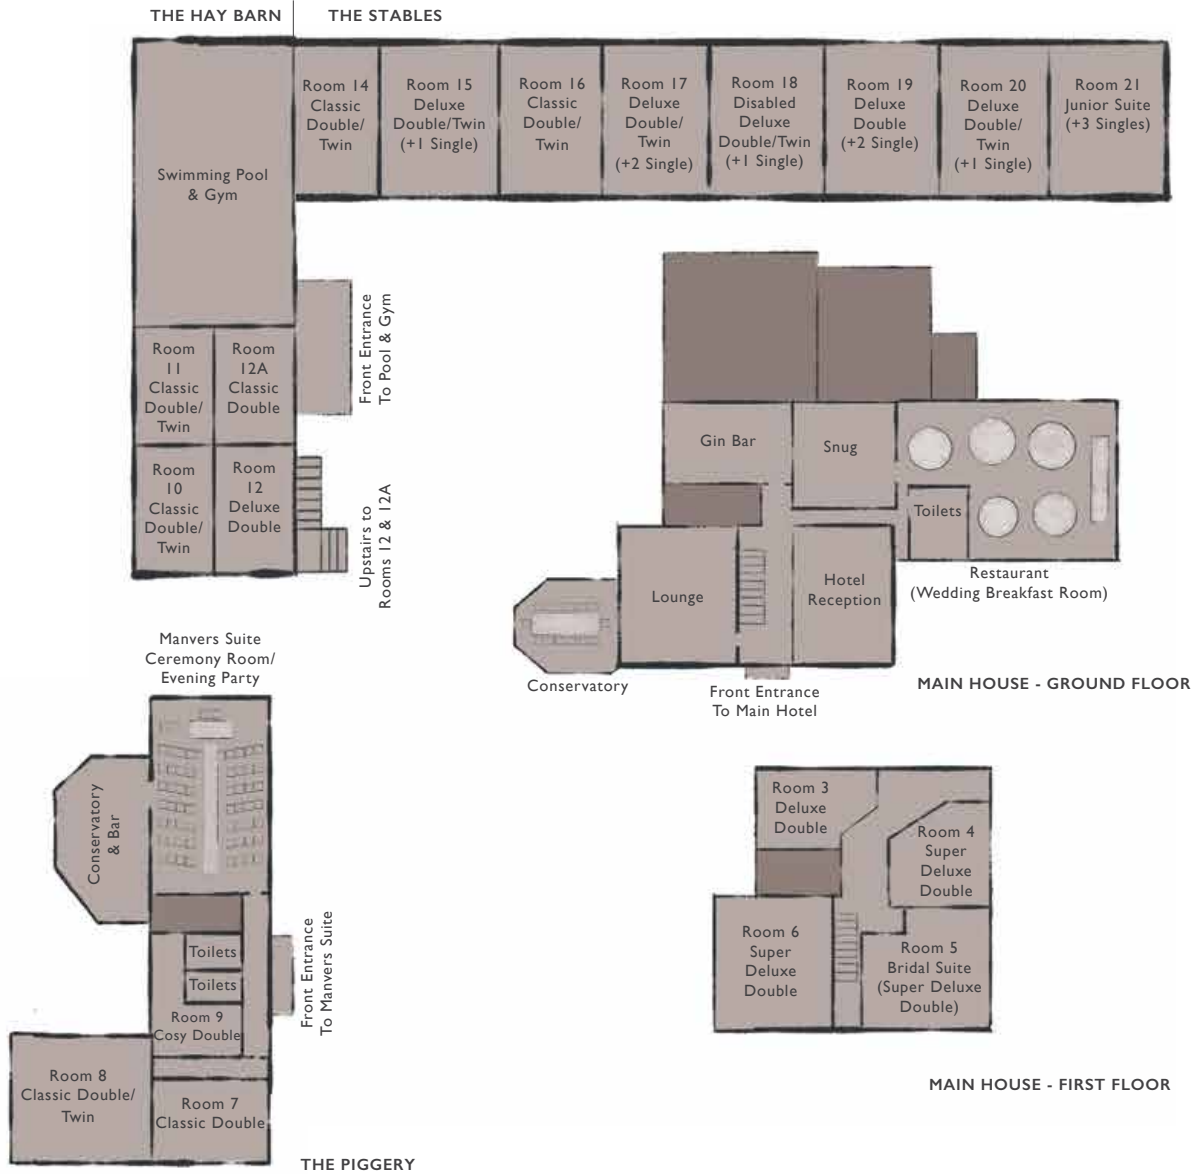 THE HAY BARN
THE STABLES
Swimming Pool
& Gym
Room 14
Classic
Double/
Twin
Room 15
Deluxe
Double/Twin
(+1 Single)
Room 16
Classic
Double/
Twin
Room 17
Deluxe
Double/
Twin
(+2 Single)
Room 18
Disabled
Deluxe
Double/Twin
(+1 Single)
Room 19
Deluxe
Double
(+2 Single)
Room 20
Deluxe
Double/
Twin
(+1 Single)
Room 21
Junior Suite
(+3 Singles)
Front Entrance
To Pool & Gym
Room
11
Classic
Double/
Twin
Room
12A
Classic
Double
Room
10
Classic
Double/
Twin
Room
12
Deluxe
Double
Upstairs to
Rooms 12 & 12A
Gin Bar
Snug
Toilets
Lounge
Hotel
Reception
Restaurant
(Wedding Breakfast Room)
Conservatory
Front Entrance
To Main Hotel
MAIN HOUSE - GROUND FLOOR
Manvers Suite
Ceremony Room/
Evening Party
Conservatory
& Bar
Toilets
Toilets
Room 9
Cosy Double
Front Entrance
To Manvers Suite
Room 8
Classic Double/
Twin
Room 7
Classic Double
THE PIGGERY
Room 3
Deluxe
Double
Room 4
Super
Deluxe
Double
Room 6
Super
Deluxe
Double
Room 5
Bridal Suite
(Super Deluxe
Double)
MAIN HOUSE - FIRST FLOOR